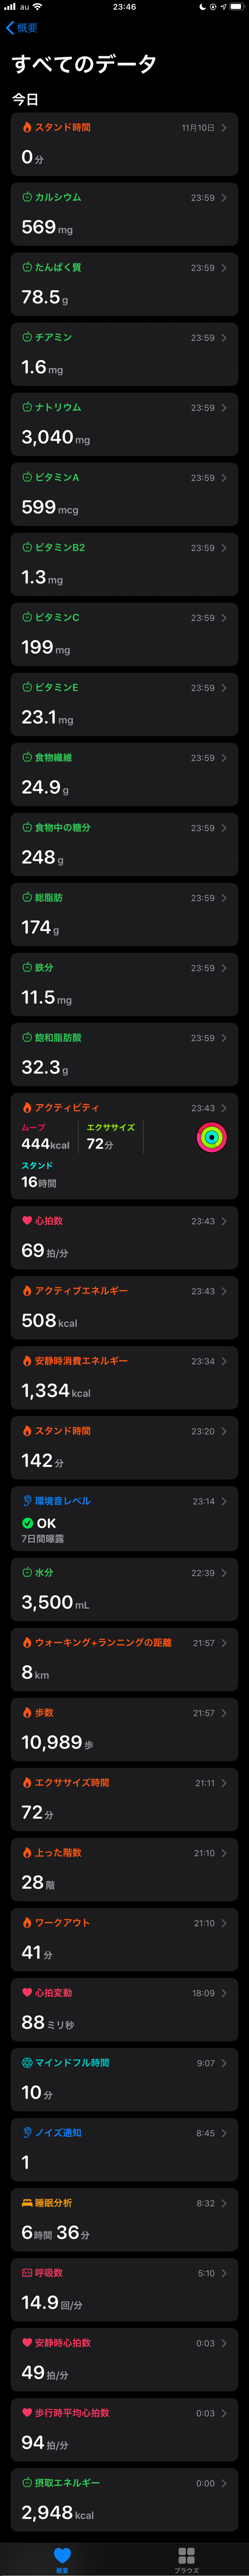 au 23:46
概要
すべてのデータ
今日
スタンド時間 11月10日
0分
カルシウム 23:59
569mg
たんぱく質 23:59
78.5g
チアミン 23:59
1.6mg
ナトリウム 23:59
3,040mg
ビタミンA 23:59
599mcg
ビタミンB2 23:59
1.3mg
ビタミンC 23:59
199mg
ビタミンE 23:59
23.1mg
食物繊維 23:59
24.9g
食物中の糖分 23:59
248g
総脂肪 23:59
174g
鉄分 23:59
11.5mg
飽和脂肪酸 23:59
32.3g
アクティビティ 23:43
ムーブ エクササイズ
444kcal 72分
スタンド
16時間
心拍数 23:43
69拍/分
アクティブエネルギー 23:43
508kcal
安静時消費エネルギー 23:34
1,334kcal
スタンド時間 23:20
142分
環境音レベル 23:14
OK
7日間曝露
水分 22:39
3,500mL
ウォーキング+ランニングの距離 21:57
8km
歩数 21:57
10,989歩
エクササイズ時間 21:11
72分
上った階数 21:10
28階
ワークアウト 21:10
41分
心拍変動 18:09
88ミリ秒
マインドフル時間 9:07
10分
ノイズ通知 8:45
1
睡眠分析 8:32
6時間 36分
呼吸数 5:10
14.9回/分
安静時心拍数 0:03
49拍/分
歩行時平均心拍数 0:03
94拍/分
摂取エネルギー 0:00
2,948kcal
概要 ブラウズ